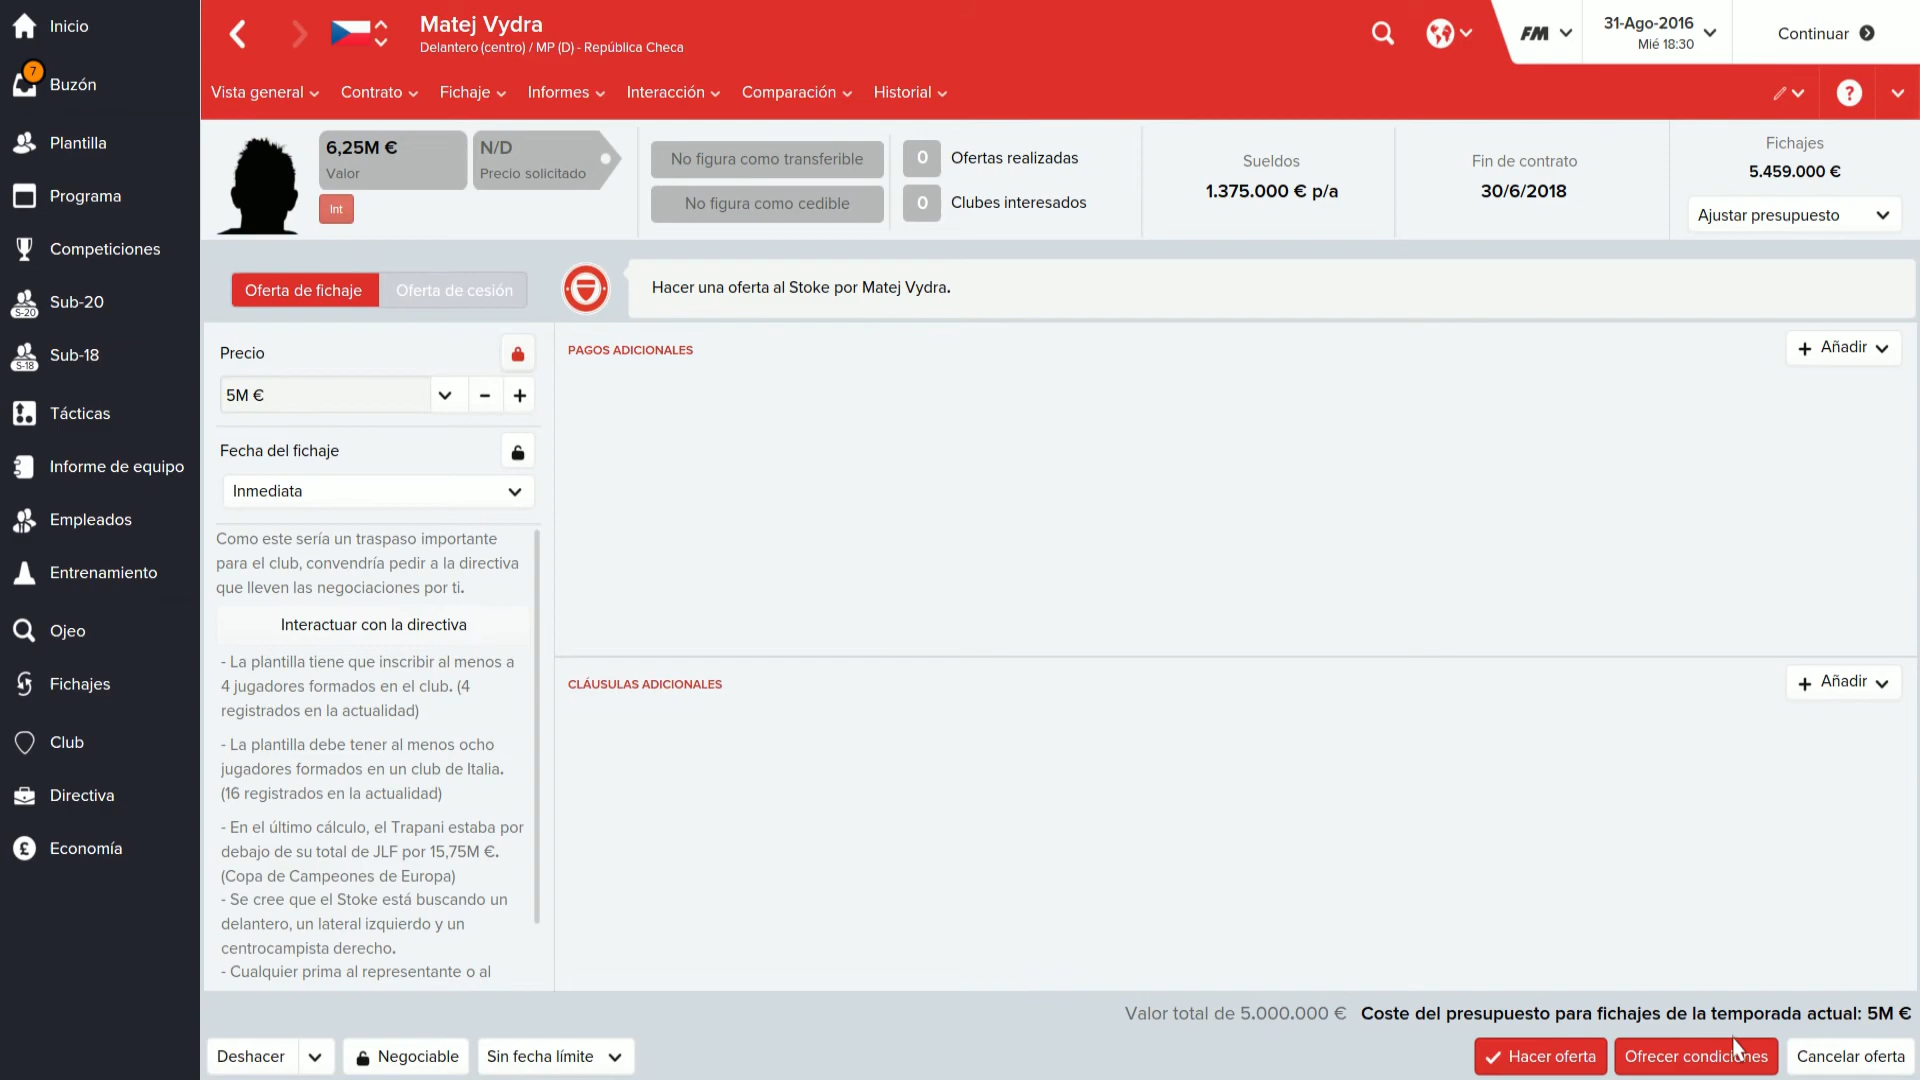 Inicio
7
Buzón
Plantilla
Programa
Competiciones
S-20
Sub-20
S-18
Sub-18
Tácticas
Informe de equipo
Empleados
Entrenamiento
Ojeo
Fichajes
Club
Directiva
£
Economía
Matej Vydra
Delantero (centro) / MP (D) - República Checa
FM
31-Ago-2016
Mié 18:30
Continuar
Vista general
Contrato
Fichaje
Informes
Interacción
Comparación
Historial
?
6,25M €
Valor
Int
N/D
Precio solicitado
No figura como transferible
No figura como cedible
0 Ofertas realizadas
0 Clubes interesados
Sueldos
1.375.000 € p/a
Fin de contrato
30/6/2018
Fichajes
5.459.000 €
Ajustar presupuesto
Oferta de fichaje
Oferta de cesión
Hacer una oferta al Stoke por Matej Vydra.
Precio
5M €
- +
Fecha del fichaje
Inmediata
Como este sería un traspaso importante
para el club, convendría pedir a la directiva
que lleven las negociaciones por ti.
Interactuar con la directiva
- La plantilla tiene que inscribir al menos a
4 jugadores formados en el club. (4
registrados en la actualidad)
- La plantilla debe tener al menos ocho
jugadores formados en un club de Italia.
(16 registrados en la actualidad)
- En el último cálculo, el Trapani estaba por
debajo de su total de JLF por 15,75M €.
(Copa de Campeones de Europa)
- Se cree que el Stoke está buscando un
delantero, un lateral izquierdo y un
centrocampista derecho.
- Cualquier prima al representante o al
PAGOS ADICIONALES
+ Añadir
CLÁUSULAS ADICIONALES
+ Añadir
Valor total de 5.000.000 € Coste del presupuesto para fichajes de la temporada actual: 5M €
Deshacer
Negociable
Sin fecha límite
Hacer oferta
Ofrecer condiciones
Cancelar oferta